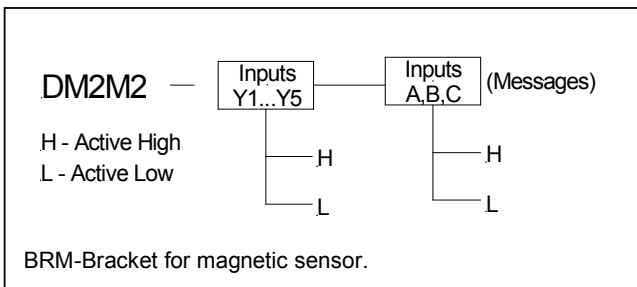 DM2M2 — Inputs Y1...Y5 Inputs A,B,C (Messages)
H - Active High
L - Active Low
H
L
H
L
BRM-Bracket for magnetic sensor.